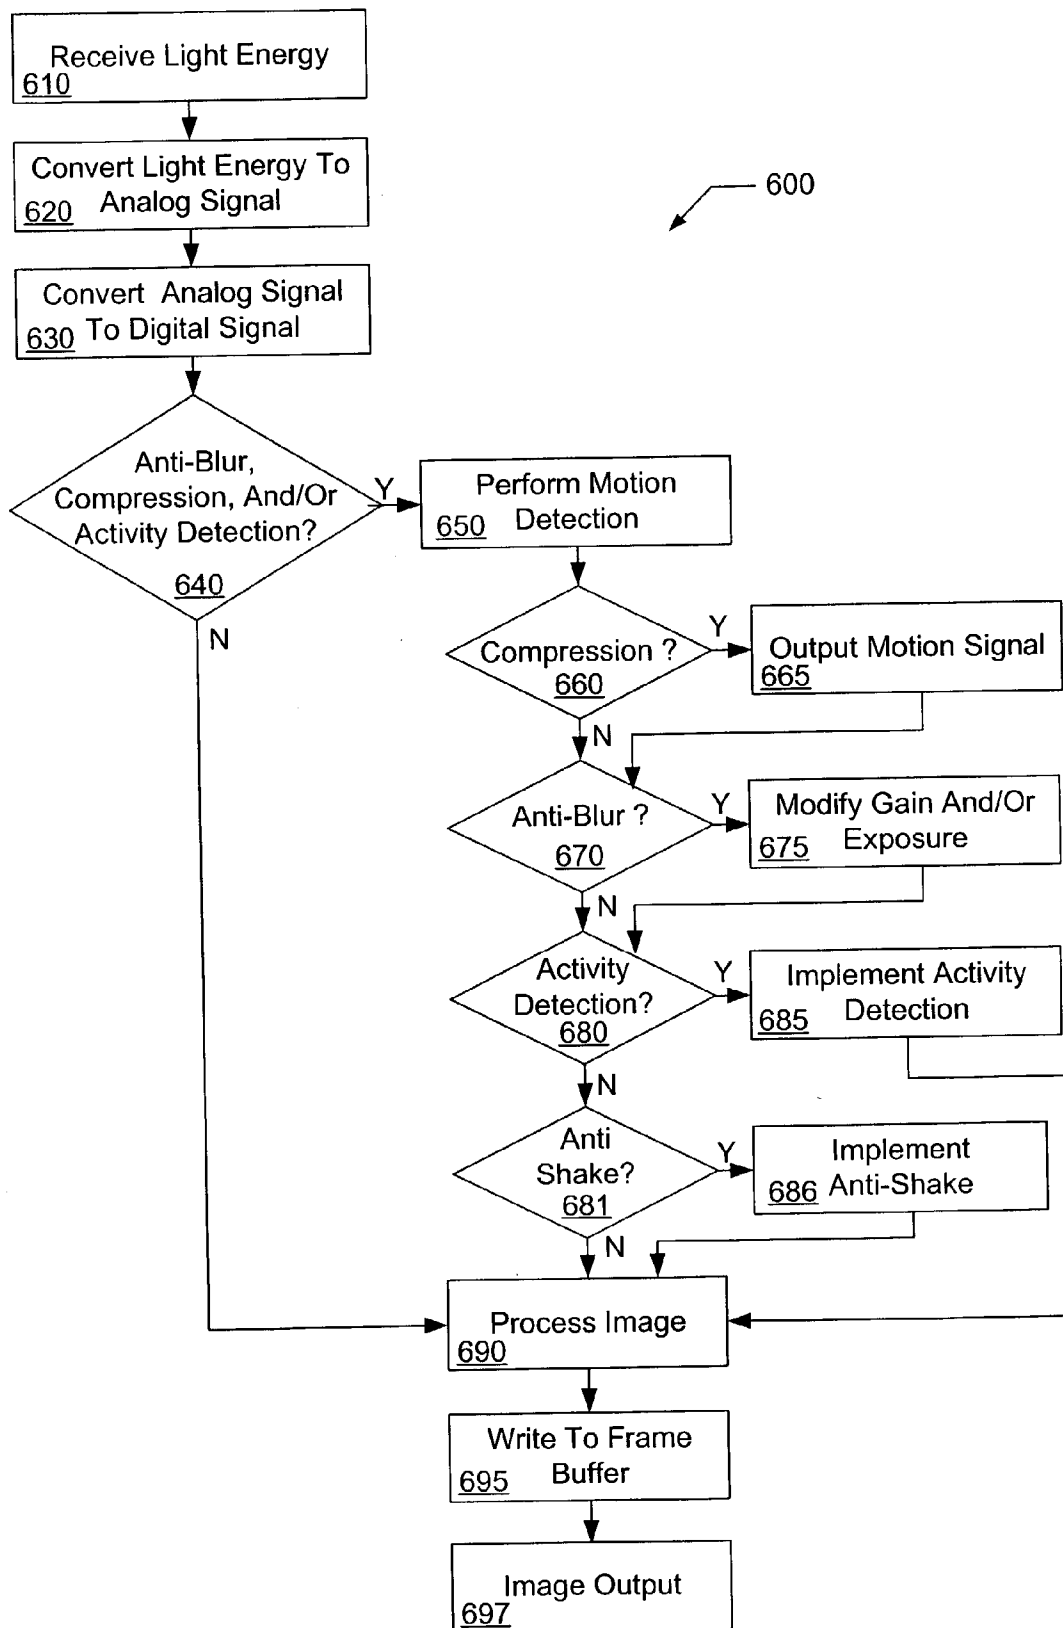 Receive Light Energy
610
Convert Light Energy To
Analog Signal
620
600
Convert Analog Signal
To Digital Signal
630
Anti-Blur,
Compression, And/Or
Activity Detection?
640
Y
N
Perform Motion
Detection
650
Compression ?
660
Y
N
Output Motion Signal
665
Anti-Blur ?
670
Y
N
Modify Gain And/Or
Exposure
675
Activity
Detection?
680
Y
N
Implement Activity
Detection
685
Anti
Shake?
681
Y
N
Implement
Anti-Shake
686
Process Image
690
Write To Frame
Buffer
695
Image Output
697